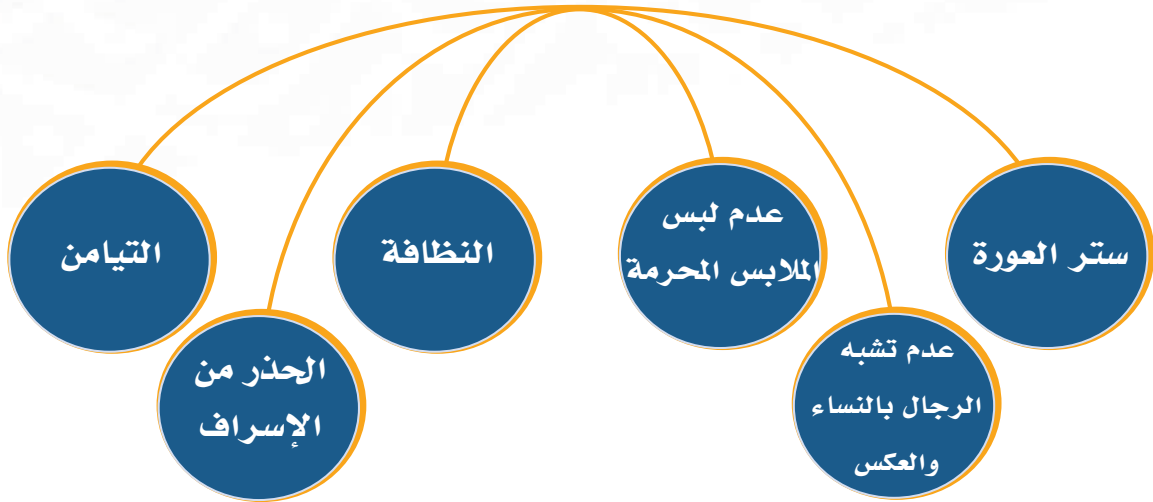 ستر العورة
عدم تشبه
الرجال بالنساء
والعكس
عدم لبس
الملابس المحرمة
النظافة
الحذر من
الإسراف
التيامن